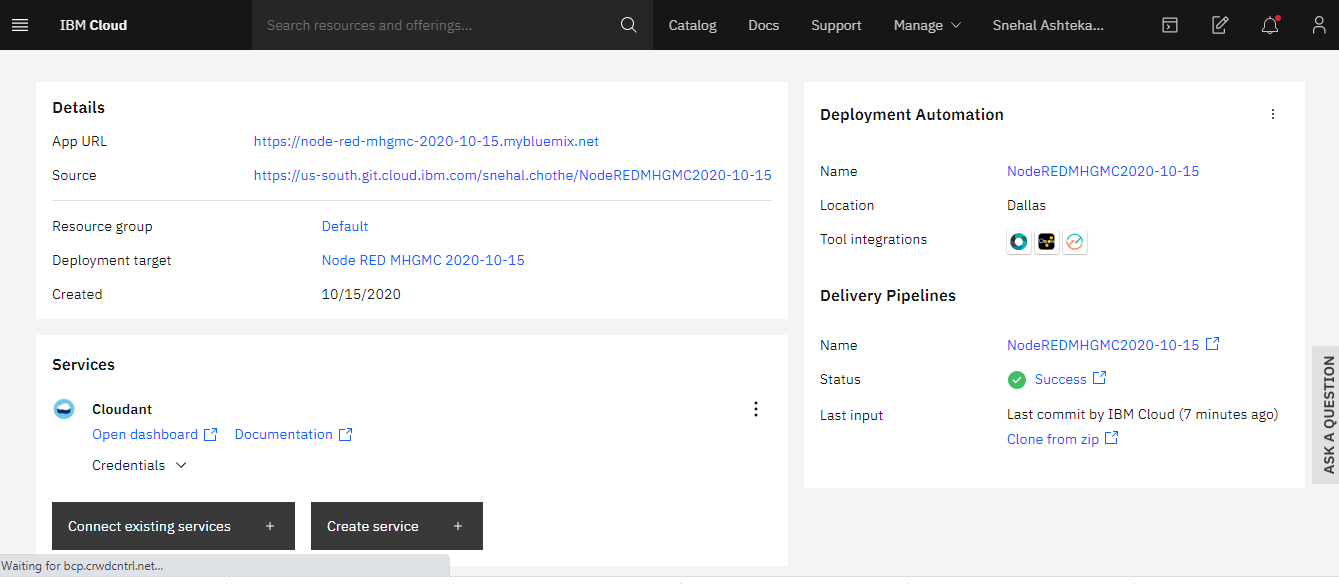 IBM Cloud
Search resources and offerings...
Catalog
Docs
Support
Manage
Snehal Ashteka...
Details
App URL https://node-red-mhgmc-2020-10-15.mybluemix.net
Source https://us-south.git.cloud.ibm.com/snehal.chothe/NodeREDMHGMC2020-10-15
Resource group Default
Deployment target Node RED MHGMC 2020-10-15
Created 10/15/2020
Services
Cloudant
Open dashboard Documentation
Credentials
Connect existing services +
Create service +
Deployment Automation
Name NodeREDMHGMC2020-10-15
Location Dallas
Tool integrations
Delivery Pipelines
Name NodeREDMHGMC2020-10-15
Status Success
Last input Last commit by IBM Cloud (7 minutes ago)
Clone from zip
ASK A QUESTION
Waiting for bcp.crwdcntrl.net...